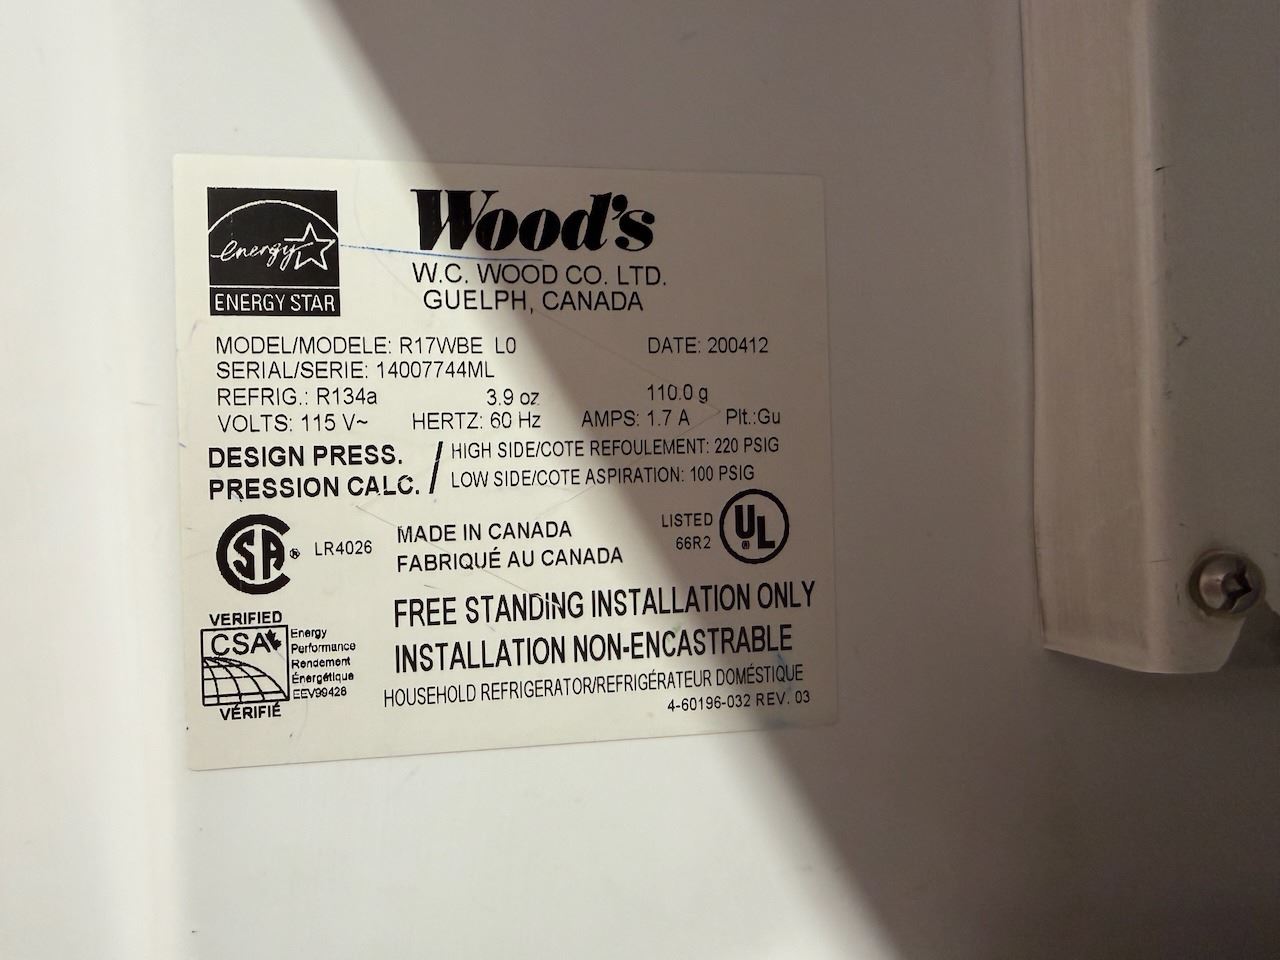 energy
ENERGY STAR
Wood's
W.C. WOOD CO. LTD.
GUELPH, CANADA
MODEL/MODELE: R17WBE L0 DATE: 200412
SERIAL/SERIE: 14007744ML
REFRIG.: R134a 3.9 oz 110.0 g
VOLTS: 115 V~ HERTZ: 60 Hz AMPS: 1.7 A Plt.:Gu
DESIGN PRESS. / HIGH SIDE/COTE REFOULEMENT: 220 PSIG
PRESSION CALC. / LOW SIDE/COTE ASPIRATION: 100 PSIG
SA ® LR4026
MADE IN CANADA
FABRIQUÉ AU CANADA
LISTED
66R2
UL ®
FREE STANDING INSTALLATION ONLY
INSTALLATION NON-ENCASTRABLE
HOUSEHOLD REFRIGERATOR/REFRIGÉRATEUR DOMÉSTIQUE
4-60196-032 REV. 03
VERIFIED
CSA
Energy
Performance
Rendement
Énergétique
EEV99428
VÉRIFIÉ